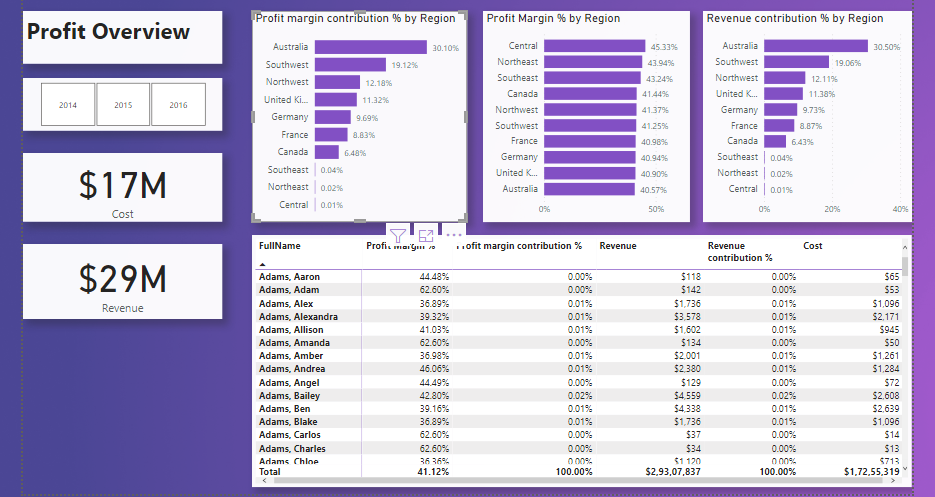 Profit Overview
2014 2015 2016
$17M
Cost
$29M
Revenue
Profit margin contribution % by Region
Australia 30.10%
Southwest 19.12%
Northwest 12.18%
United Ki... 11.32%
Germany 9.69%
France 8.83%
Canada 6.48%
Southeast 0.04%
Northeast 0.02%
Central 0.01%
Profit Margin % by Region
Central 45.33%
Northeast 43.94%
Southeast 43.24%
Canada 41.44%
Northwest 41.37%
Southwest 41.25%
France 40.98%
Germany 40.94%
United K... 40.90%
Australia 40.57%
0% 50%
Revenue contribution % by Region
Australia 30.50%
Southwest 19.06%
Northwest 12.11%
United K... 11.38%
Germany 9.73%
France 8.87%
Canada 6.43%
Southeast 0.04%
Northeast 0.02%
Central 0.01%
0% 20% 40%
FullName Profit Margin % Profit margin contribution % Revenue Revenue contribution % Cost
Adams, Aaron 44.48% 0.00% $118 0.00% $65
Adams, Adam 62.60% 0.00% $142 0.00% $53
Adams, Alex 36.89% 0.01% $1,736 0.01% $1,096
Adams, Alexandra 39.32% 0.01% $3,578 0.01% $2,171
Adams, Allison 41.03% 0.01% $1,602 0.01% $945
Adams, Amanda 62.60% 0.00% $134 0.00% $50
Adams, Amber 36.98% 0.01% $2,001 0.01% $1,261
Adams, Andrea 46.06% 0.01% $2,380 0.01% $1,284
Adams, Angel 44.49% 0.00% $129 0.00% $72
Adams, Bailey 42.80% 0.02% $4,559 0.02% $2,608
Adams, Ben 39.16% 0.01% $4,338 0.01% $2,639
Adams, Blake 36.89% 0.01% $1,736 0.01% $1,096
Adams, Carlos 62.60% 0.00% $37 0.00% $14
Adams, Charles 62.60% 0.00% $34 0.00% $13
Adams, Chloe 36.36% 0.00% $1,120 0.00% $713
Total 41.12% 100.00% $2,93,07,837 100.00% $1,72,55,319